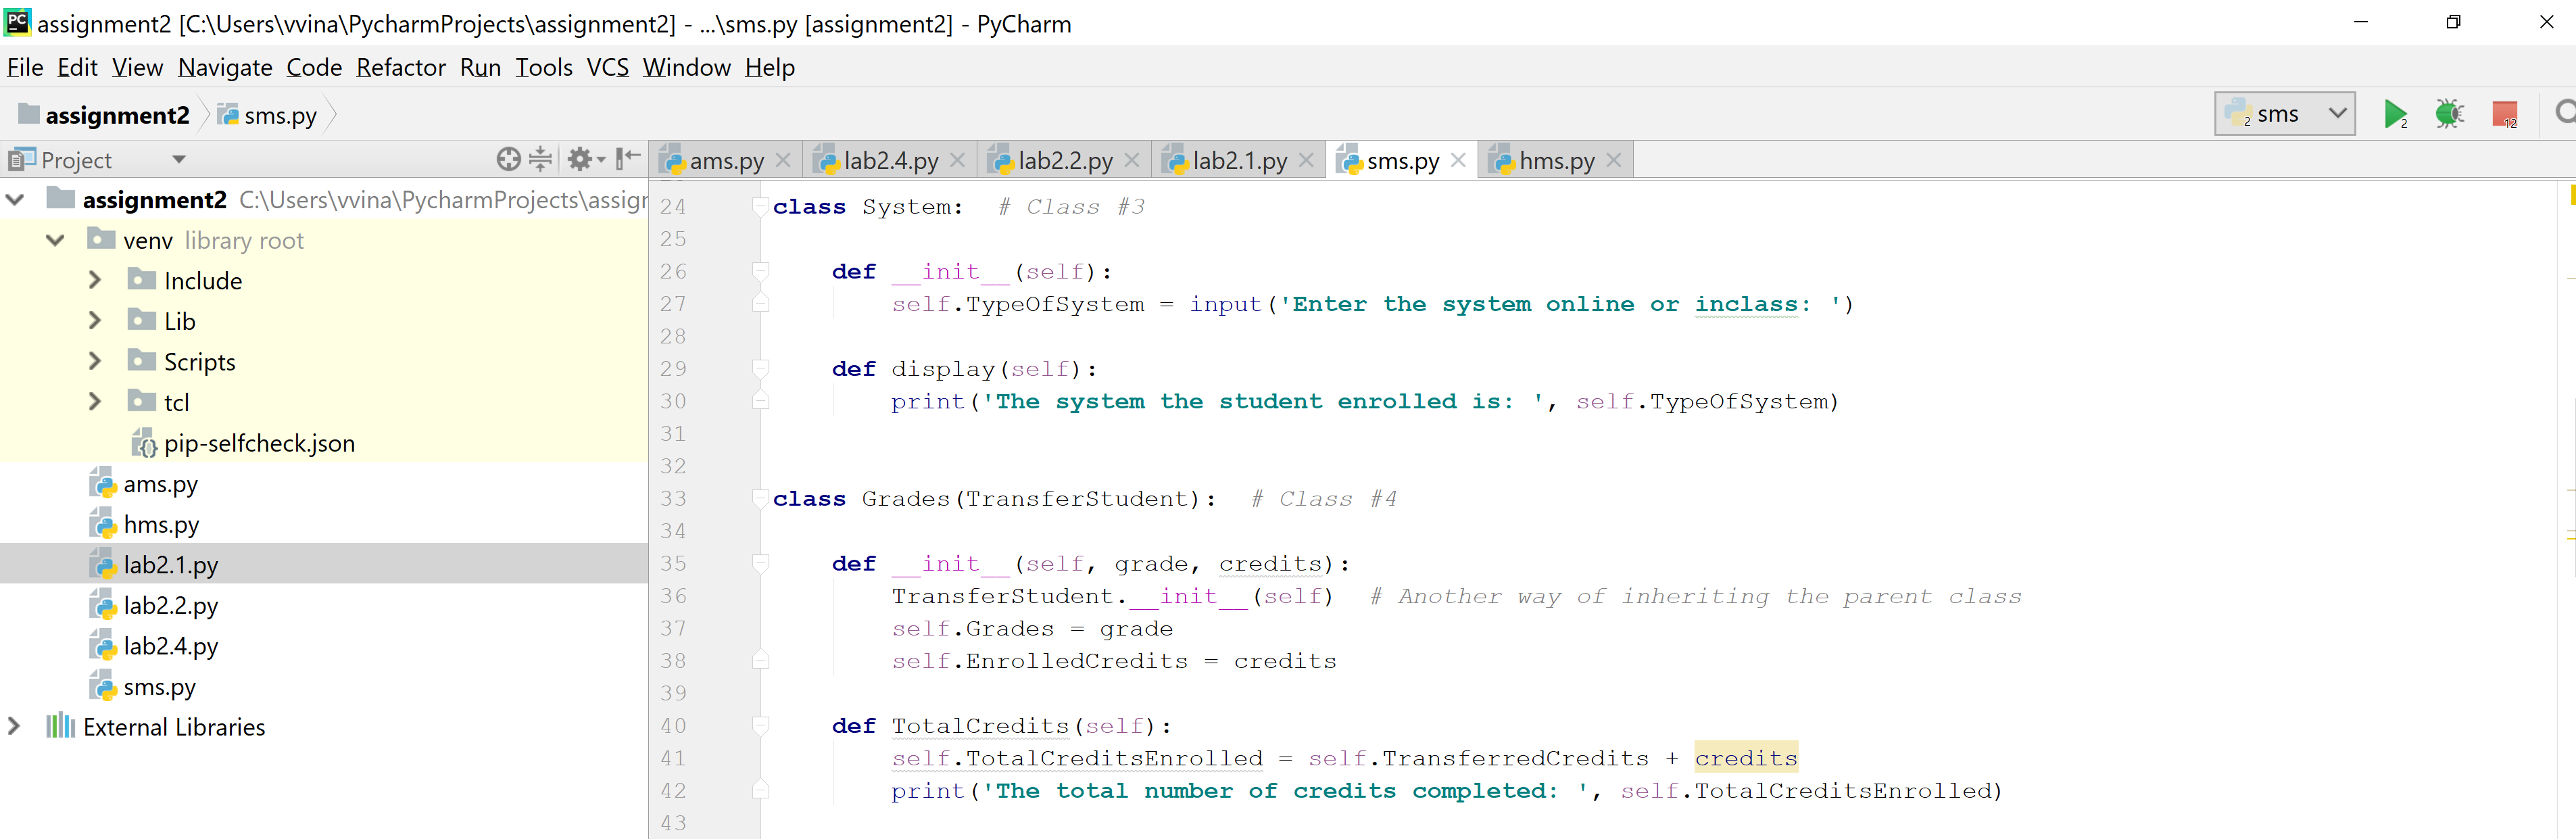 PC assignment2 [C:\Users\vvina\PycharmProjects\assignment2] - ...\sms.py [assignment2] - PyCharm
File Edit View Navigate Code Refactor Run Tools VCS Window Help
assignment2 sms.py 2 sms 2 12
Project ams.py lab2.4.py lab2.2.py lab2.1.py sms.py hms.py
assignment2 C:\Users\vvina\PycharmProjects\assign
venv library root
Include
Lib
Scripts
tcl
pip-selfcheck.json
ams.py
hms.py
lab2.1.py
lab2.2.py
lab2.4.py
sms.py
External Libraries
24 class System:  # Class #3
25
26     def __init__(self):
27         self.TypeOfSystem = input('Enter the system online or inclass: ')
28
29     def display(self):
30         print('The system the student enrolled is: ', self.TypeOfSystem)
31
32
33 class Grades(TransferStudent):  # Class #4
34
35     def __init__(self, grade, credits):
36         TransferStudent.__init__(self)  # Another way of inheriting the parent class
37         self.Grades = grade
38         self.EnrolledCredits = credits
39
40     def TotalCredits(self):
41         self.TotalCreditsEnrolled = self.TransferredCredits + credits
42         print('The total number of credits completed: ', self.TotalCreditsEnrolled)
43